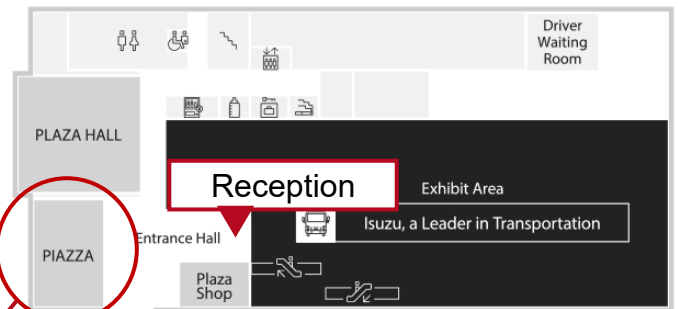 Driver
Waiting
Room
PLAZA HALL
Reception
Exhibit Area
Isuzu, a Leader in Transportation
Entrance Hall
PIAZZA
Plaza
Shop